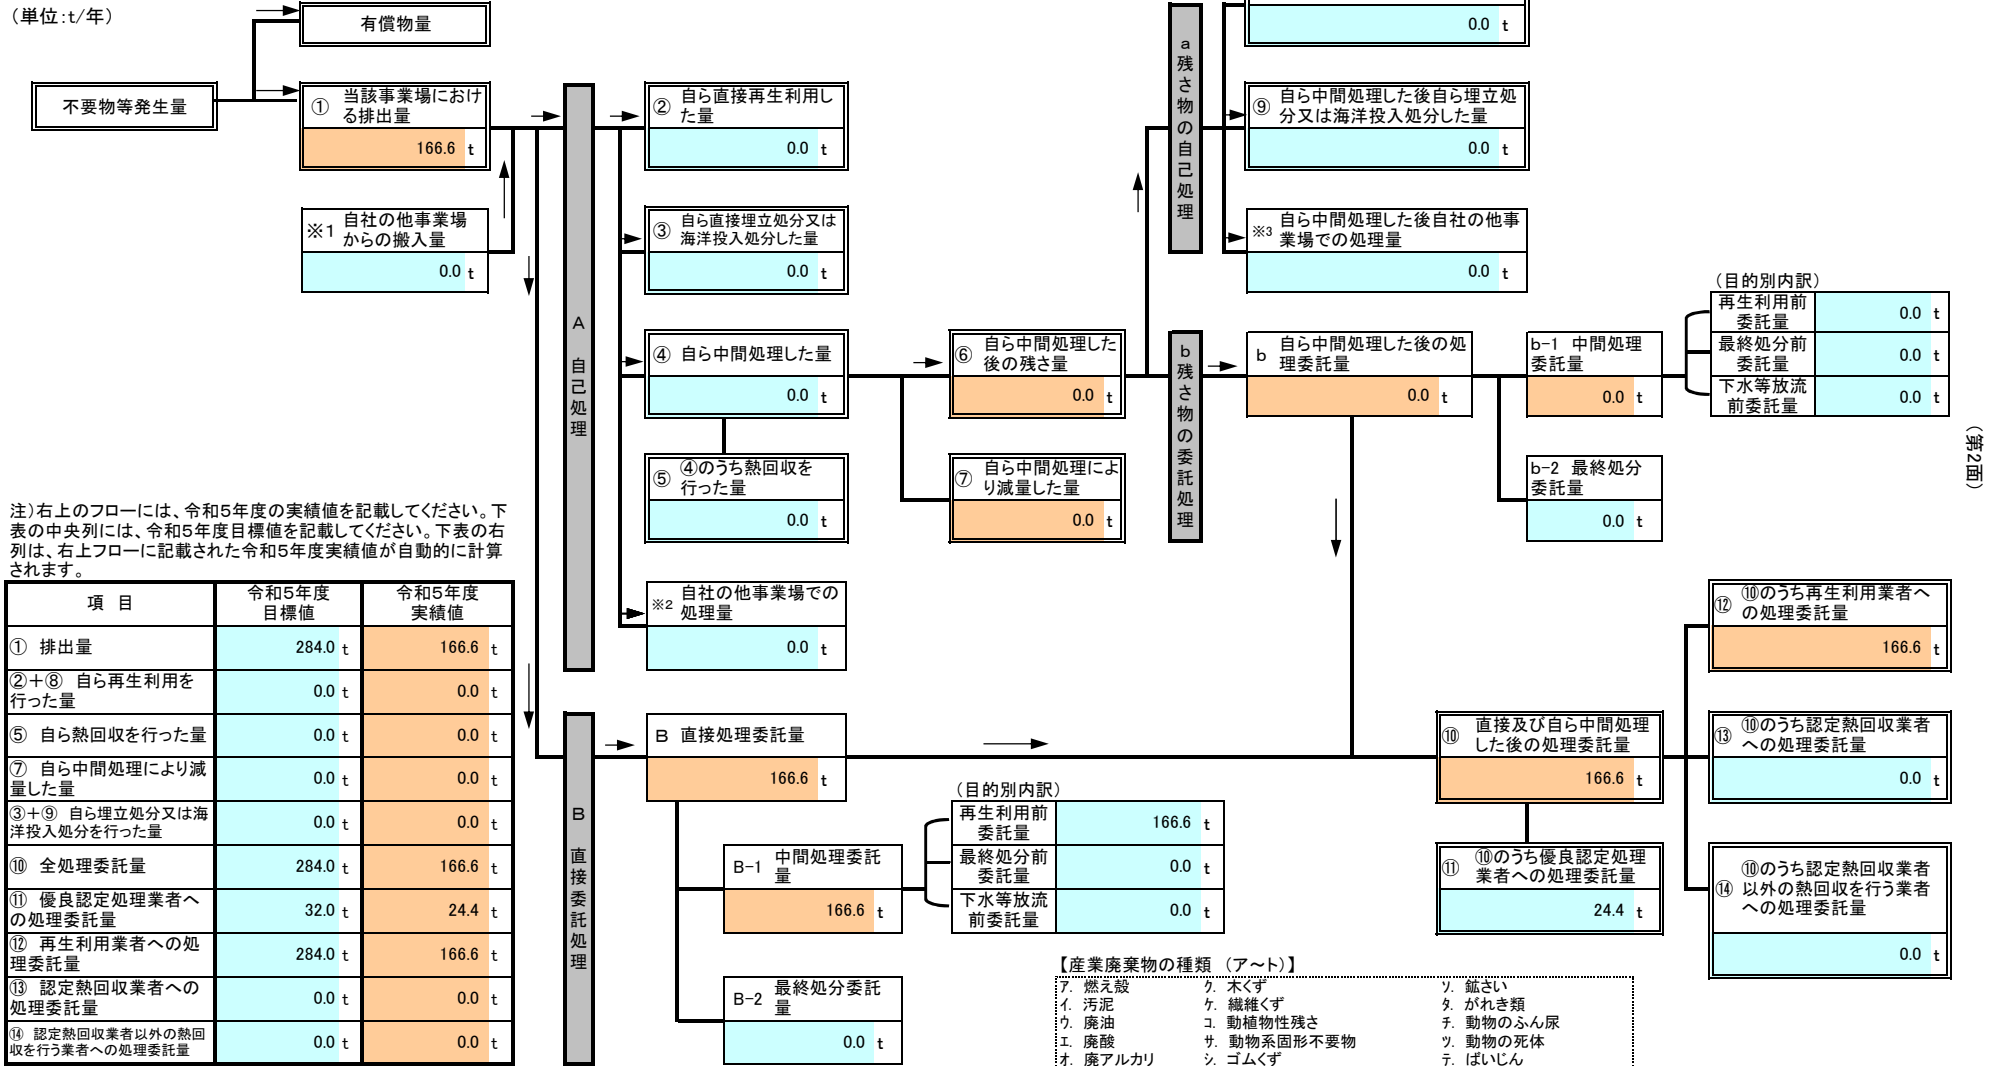 （単位：t/年）
有償物量
不要物等発生量
① 当該事業場におけ
る排出量
166.6 t
※1 自社の他事業場
からの搬入量
0.0 t
A 自己処理
② 自ら直接再生利用し
た量
0.0 t
③ 自ら直接埋立処分又は
海洋投入処分した量
0.0 t
④ 自ら中間処理した量
0.0 t
⑤ ④のうち熱回収を
行った量
0.0 t
※2 自社の他事業場での
処理量
0.0 t
⑥ 自ら中間処理した
後の残さ量
0.0 t
⑦ 自ら中間処理によ
り減量した量
0.0 t
a残さ物の自己処理
0.0 t
⑨ 自ら中間処理した後自ら埋立処
分又は海洋投入処分した量
0.0 t
※3 自ら中間処理した後自社の他事
業場での処理量
0.0 t
b残さ物の委託処理
b 自ら中間処理した後の処
理委託量
0.0 t
b-1 中間処理
委託量
0.0 t
b-2 最終処分
委託量
0.0 t
（目的別内訳）
再生利用前
委託量 0.0 t
最終処分前
委託量 0.0 t
下水等放流
前委託量 0.0 t
（第2面）
注）右上のフローには、令和5年度の実績値を記載してください。下
表の中央列には、令和5年度目標値を記載してください。下表の右
列は、右上フローに記載された令和5年度実績値が自動的に計算
されます。
項 目 令和5年度
目標値 令和5年度
実績値
① 排出量 284.0 t 166.6 t
②＋⑧ 自ら再生利用を
行った量 0.0 t 0.0 t
⑤ 自ら熱回収を行った量 0.0 t 0.0 t
⑦ 自ら中間処理により減
量した量 0.0 t 0.0 t
③＋⑨ 自ら埋立処分又は海
洋投入処分を行った量 0.0 t 0.0 t
⑩ 全処理委託量 284.0 t 166.6 t
⑪ 優良認定処理業者へ
の処理委託量 32.0 t 24.4 t
⑫ 再生利用業者への処
理委託量 284.0 t 166.6 t
⑬ 認定熱回収業者への
処理委託量 0.0 t 0.0 t
⑭ 認定熱回収業者以外の熱回
収を行う業者への処理委託量 0.0 t 0.0 t
B 直接委託処理
B 直接処理委託量
166.6 t
B-1 中間処理委託
量
166.6 t
B-2 最終処分委託
量
0.0 t
（目的別内訳）
再生利用前
委託量 166.6 t
最終処分前
委託量 0.0 t
下水等放流
前委託量 0.0 t
⑩ 直接及び自ら中間処理
した後の処理委託量
166.6 t
⑪ ⑩のうち優良認定処理
業者への処理委託量
24.4 t
⑫ ⑩のうち再生利用業者へ
の処理委託量
166.6 t
⑬ ⑩のうち認定熱回収業者
への処理委託量
0.0 t
⑭ ⑩のうち認定熱回収業者
以外の熱回収を行う業者
への処理委託量
0.0 t
【産業廃棄物の種類 （ア～ト）】
ア. 燃え殻 ク. 木くず ソ. 鉱さい
イ. 汚泥 ケ. 繊維くず タ. がれき類
ウ. 廃油 コ. 動植物性残さ チ. 動物のふん尿
エ. 廃酸 サ. 動物系固形不要物 ツ. 動物の死体
オ. 廃アルカリ シ. ゴムくず テ. ばいじん